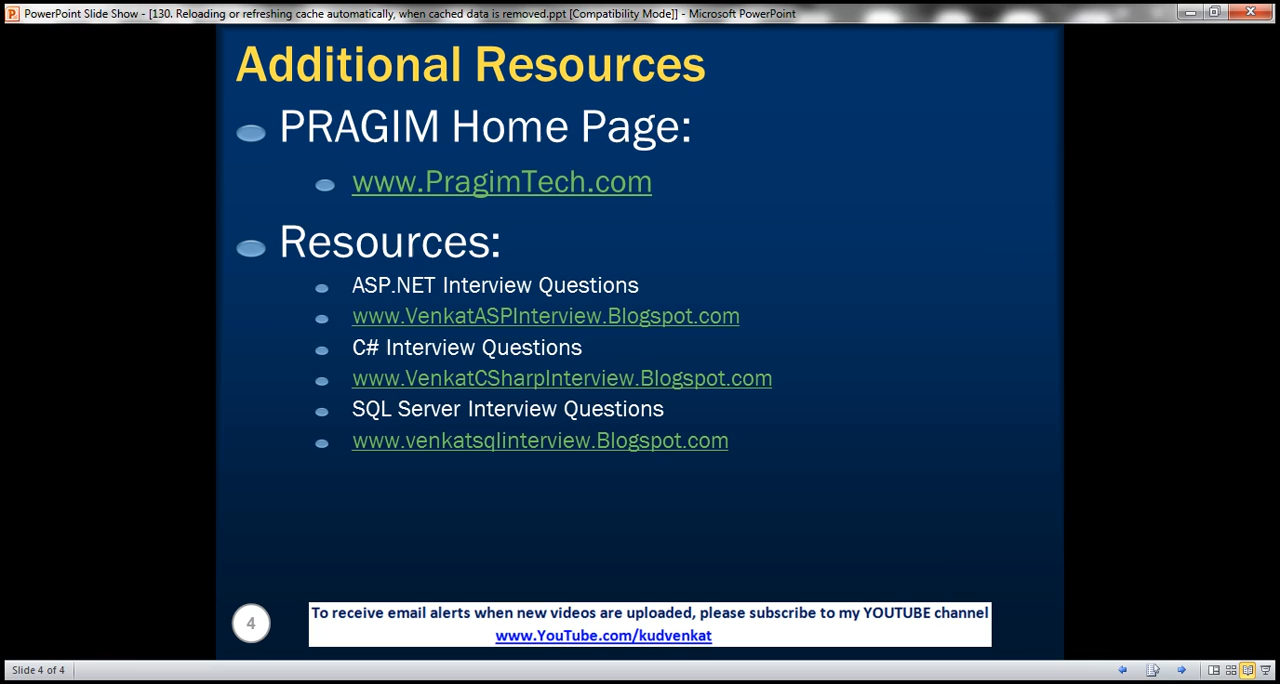 PowerPoint Slide Show - [130. Reloading or refreshing cache automatically, when cached data is removed.ppt [Compatibility Mode]] - Microsoft PowerPoint
Additional Resources
PRAGIM Home Page:
www.PragimTech.com
Resources:
ASP.NET Interview Questions
www.VenkatASPInterview.Blogspot.com
C# Interview Questions
www.VenkatCSharpInterview.Blogspot.com
SQL Server Interview Questions
www.venkatsqlinterview.Blogspot.com
4
To receive email alerts when new videos are uploaded, please subscribe to my YOUTUBE channel
www.YouTube.com/kudvenkat
Slide 4 of 4